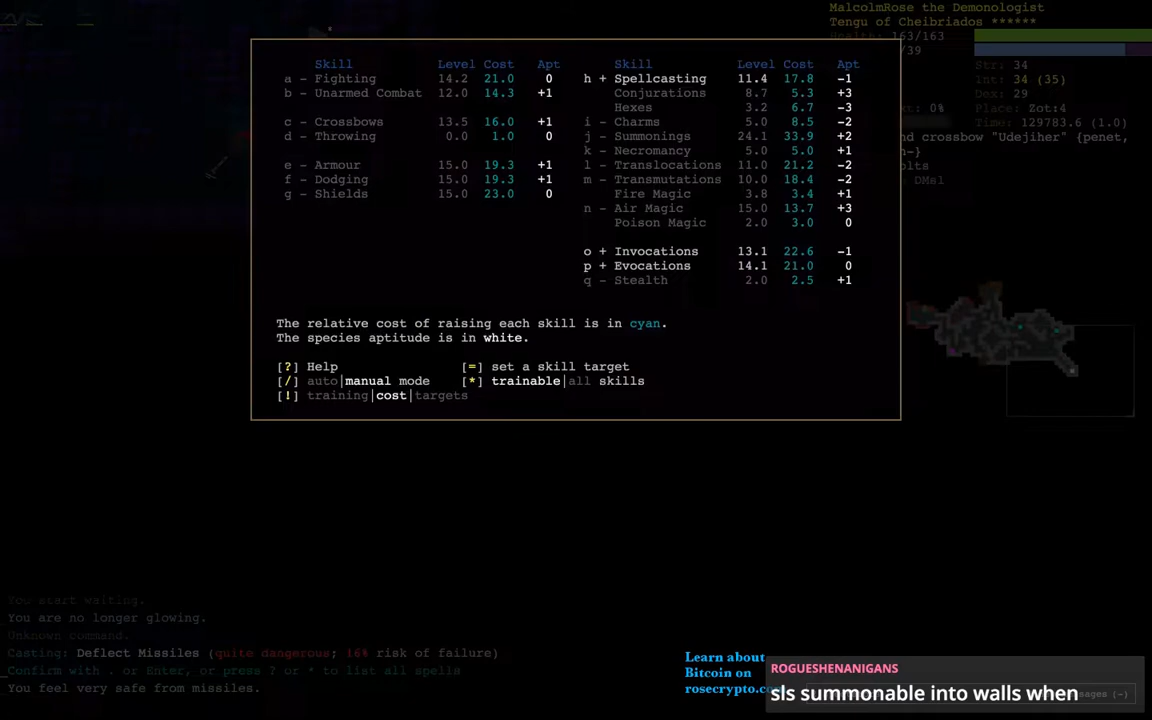 MalcolmRose the Demonologist
Tengu of Cheibriados ******
Health: 163/163
/39
Str: 34
Int: 34 (35)
Dex: 29
xt: 0% Place: Zot:4
Time: 129783.6 (1.0)
nd crossbow "Udejiher" {penet,
n-}
olts
DMsl
Skill Level Cost Apt Skill Level Cost Apt
a - Fighting 14.2 21.0 0 h + Spellcasting 11.4 17.8 -1
b - Unarmed Combat 12.0 14.3 +1 Conjurations 8.7 5.3 +3
Hexes 3.2 6.7 -3
c - Crossbows 13.5 16.0 +1 i - Charms 5.0 8.5 -2
d - Throwing 0.0 1.0 0 j - Summonings 24.1 33.9 +2
k - Necromancy 5.0 5.0 +1
e - Armour 15.0 19.3 +1 l - Translocations 11.0 21.2 -2
f - Dodging 15.0 19.3 +1 m - Transmutations 10.0 18.4 -2
g - Shields 15.0 23.0 0 Fire Magic 3.8 3.4 +1
n - Air Magic 15.0 13.7 +3
Poison Magic 2.0 3.0 0
o + Invocations 13.1 22.6 -1
p + Evocations 14.1 21.0 0
q - Stealth 2.0 2.5 +1
The relative cost of raising each skill is in cyan.
The species aptitude is in white.
[?] Help [=] set a skill target
[/] auto|manual mode [*] trainable|all skills
[!] training|cost|targets
You start waiting.
You are no longer glowing.
Unknown command.
Casting: Deflect Missiles (quite dangerous; 16% risk of failure)
Confirm with . or Enter, or press ? or * to list all spells
You feel very safe from missiles.
Learn about
Bitcoin on
rosecrypto.co
ROGUESHENANIGANS
sls summonable into walls when
ages (-)